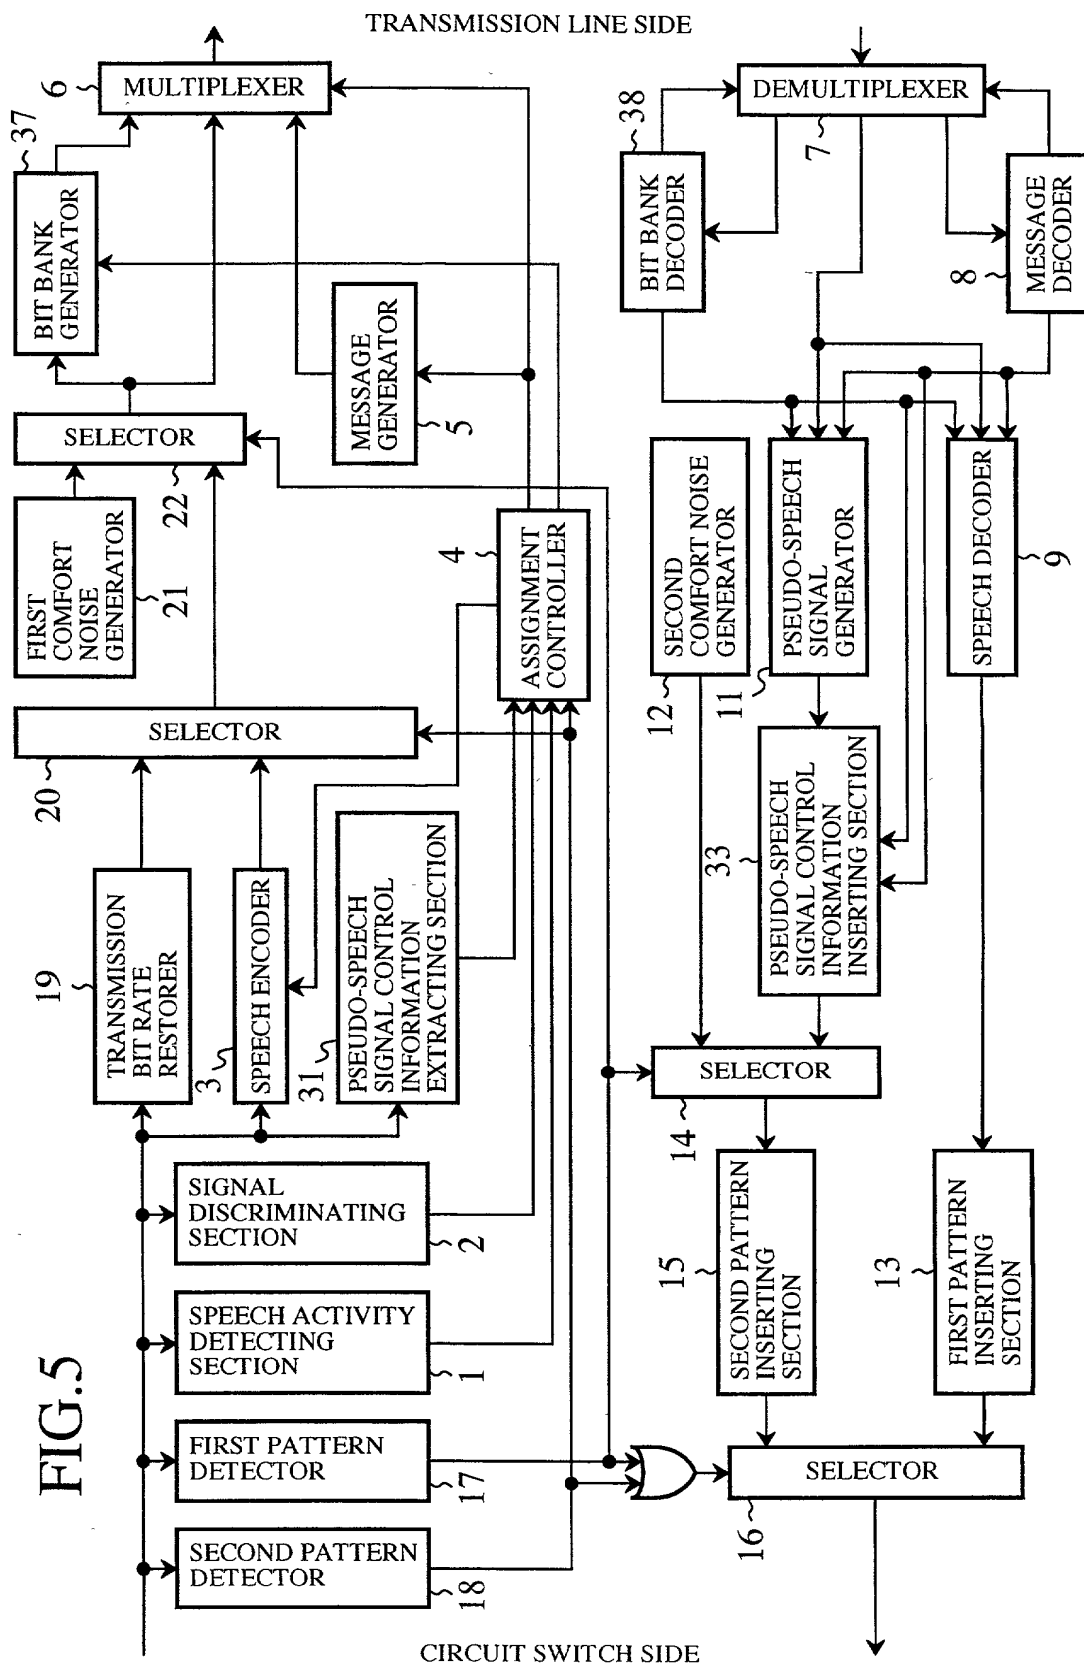 FIG.5
CIRCUIT SWITCH SIDE
TRANSMISSION LINE SIDE
SECOND PATTERN
DETECTOR
18
FIRST PATTERN
DETECTOR
17
SPEECH ACTIVITY
DETECTING
SECTION
1
SIGNAL
DISCRIMINATING
SECTION
2
19
TRANSMISSION
BIT RATE
RESTORER
3
SPEECH ENCODER
31
PSEUDO-SPEECH
SIGNAL CONTROL
INFORMATION
EXTRACTING SECTION
20
SELECTOR
FIRST
COMFORT
NOISE
GENERATOR
21
SELECTOR
22
4
ASSIGNMENT
CONTROLLER
MESSAGE
GENERATOR
5
37
BIT BANK
GENERATOR
6
MULTIPLEXER
DEMULTIPLEXER
7
38
BIT BANK
DECODER
MESSAGE
DECODER
8
SECOND
COMFORT NOISE
GENERATOR
12
PSEUDO-SPEECH
SIGNAL
GENERATOR
11
SPEECH DECODER
9
33
PSEUDO-SPEECH
SIGNAL CONTROL
INFORMATION
INSERTING SECTION
SELECTOR
14
15
SECOND PATTERN
INSERTING
SECTION
13
FIRST PATTERN
INSERTING
SECTION
SELECTOR
16